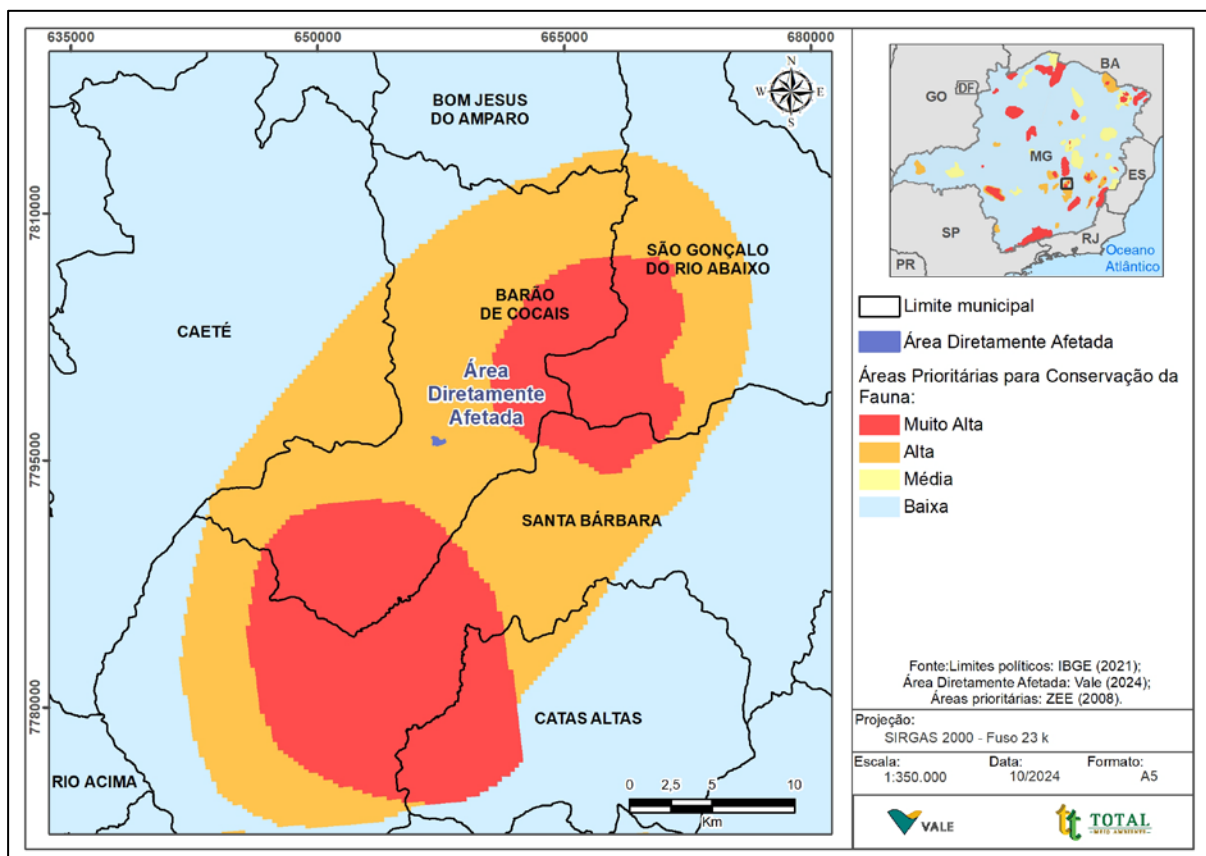 635000
650000
665000
680000
7810000
7795000
7780000
N
W
E
S
BOM JESUS
DO AMPARO
SÃO GONÇALO
DO RIO ABAIXO
BARÃO
DE COCAIS
CAETÉ
Área
Diretamente
Afetada
SANTA BÁRBARA
CATAS ALTAS
RIO ACIMA
0 2,5 5 10
Km
BA
GO
DF
MG
ES
SP
RJ
PR
Oceano
Atlântico
Limite municipal
Área Diretamente Afetada
Áreas Prioritárias para Conservação da
Fauna:
Muito Alta
Alta
Média
Baixa
Fonte:Limites políticos: IBGE (2021);
Área Diretamente Afetada: Vale (2024);
Áreas prioritárias: ZEE (2008).
Projeção:
SIRGAS 2000 - Fuso 23 k
Escala:
1:350.000
Data:
10/2024
Formato:
A5
VALE
TOTAL
MEIO AMBIENTE